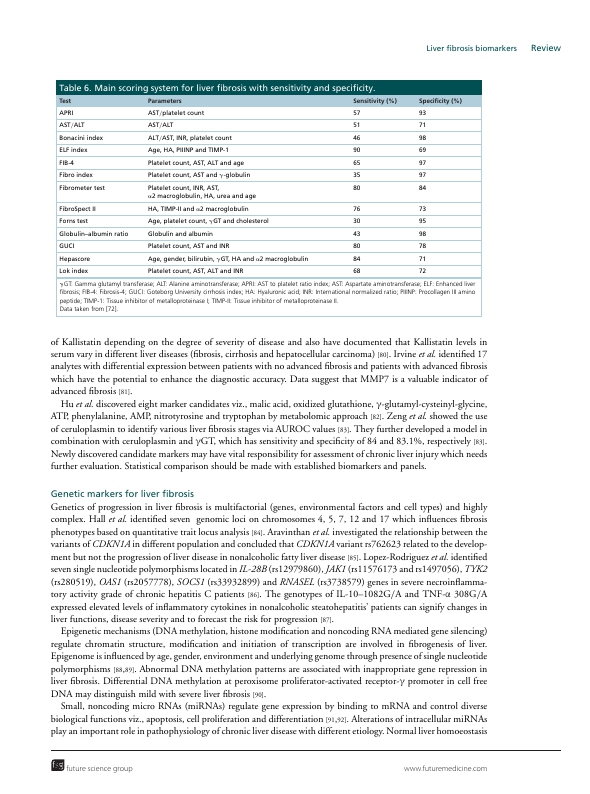 Liver fibrosis biomarkers Review
Table 6. Main scoring system for liver fibrosis with sensitivity and specificity.
Test Parameters Sensitivity (%) Specificity (%)
APRI AST/platelet count 57 93
AST/ALT AST/ALT 51 71
Bonacini index ALT/AST, INR, platelet count 46 98
ELF index Age, HA, PIIINP and TIMP-1 90 69
FIB-4 Platelet count, AST, ALT and age 65 97
Fibro index Platelet count, AST and γ-globulin 35 97
Fibrometer test Platelet count, INR, AST, 80 84
α2 macroglobulin, HA, urea and age
FibroSpect II HA, TIMP-II and α2 macroglobulin 76 73
Forns test Age, platelet count, γGT and cholesterol 30 95
Globulin–albumin ratio Globulin and albumin 43 98
GUCI Platelet count, AST and INR 80 78
Hepascore Age, gender, bilirubin, γGT, HA and α2 macroglobulin 84 71
Lok index Platelet count, AST, ALT and INR 68 72
γGT: Gamma glutamyl transferase; ALT: Alanine aminotransferase; APRI: AST to platelet ratio index; AST: Aspartate aminotransferase; ELF: Enhanced liver
fibrosis; FIB-4: Fibrosis-4; GUCI: Goteborg University cirrhosis index; HA: Hyaluronic acid; INR: International normalized ratio; PIIINP: Procollagen III amino
peptide; TIMP-1: Tissue inhibitor of metalloproteinase I; TIMP-II: Tissue inhibitor of metalloproteinase II.
Data taken from [72].
of Kallistatin depending on the degree of severity of disease and also have documented that Kallistatin levels in
serum vary in different liver diseases (fibrosis, cirrhosis and hepatocellular carcinoma) [80]. Irvine et al. identified 17
analytes with differential expression between patients with no advanced fibrosis and patients with advanced fibrosis
which have the potential to enhance the diagnostic accuracy. Data suggest that MMP7 is a valuable indicator of
advanced fibrosis [81].
Hu et al. discovered eight marker candidates viz., malic acid, oxidized glutathione, γ-glutamyl-cysteinyl-glycine,
ATP, phenylalanine, AMP, nitrotyrosine and tryptophan by metabolomic approach [82]. Zeng et al. showed the use
of ceruloplasmin to identify various liver fibrosis stages via AUROC values [83]. They further developed a model in
combination with ceruloplasmin and γGT, which has sensitivity and specificity of 84 and 83.1%, respectively [83].
Newly discovered candidate markers may have vital responsibility for assessment of chronic liver injury which needs
further evaluation. Statistical comparison should be made with established biomarkers and panels.
Genetic markers for liver fibrosis
Genetics of progression in liver fibrosis is multifactorial (genes, environmental factors and cell types) and highly
complex. Hall et al. identified seven genomic loci on chromosomes 4, 5, 7, 12 and 17 which influences fibrosis
phenotypes based on quantitative trait locus analysis [84]. Aravinthan et al. investigated the relationship between the
variants of CDKN1A in different population and concluded that CDKN1A variant rs762623 related to the develop-
ment but not the progression of liver disease in nonalcoholic fatty liver disease [85]. Lopez-Rodriguez et al. identified
seven single nucleotide polymorphisms located in IL-28B (rs12979860), JAK1 (rs11576173 and rs1497056), TYK2
(rs280519), OAS1 (rs2057778), SOCS1 (rs33932899) and RNASEL (rs3738579) genes in severe necroinflamma-
tory activity grade of chronic hepatitis C patients [86]. The genotypes of IL-10–1082G/A and TNF-α 308G/A
expressed elevated levels of inflammatory cytokines in nonalcoholic steatohepatitis' patients can signify changes in
liver functions, disease severity and to forecast the risk for progression [87].
Epigenetic mechanisms (DNA methylation, histone modification and noncoding RNA mediated gene silencing)
regulate chromatin structure, modification and initiation of transcription are involved in fibrogenesis of liver.
Epigenome is influenced by age, gender, environment and underlying genome through presence of single nucleotide
polymorphisms [88,89]. Abnormal DNA methylation patterns are associated with inappropriate gene repression in
liver fibrosis. Differential DNA methylation at peroxisome proliferator-activated receptor-γ promoter in cell free
DNA may distinguish mild with severe liver fibrosis [90].
Small, noncoding micro RNAs (miRNAs) regulate gene expression by binding to mRNA and control diverse
biological functions viz., apoptosis, cell proliferation and differentiation [91,92]. Alterations of intracellular miRNAs
play an important role in pathophysiology of chronic liver disease with different etiology. Normal liver homoeostasis
fsg future science group www.futuremedicine.com